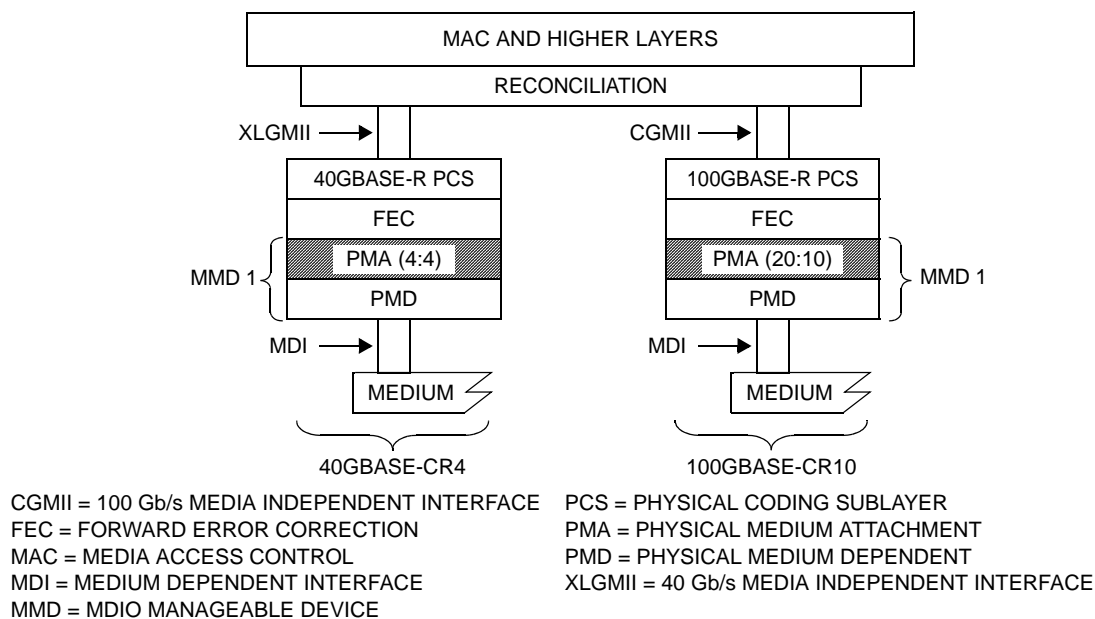 MAC AND HIGHER LAYERS
RECONCILIATION
XLGMII
CGMII
40GBASE-R PCS
100GBASE-R PCS
FEC
FEC
PMA (4:4)
PMA (20:10)
MMD 1
MMD 1
PMD
PMD
MDI
MDI
MEDIUM
MEDIUM
40GBASE-CR4
100GBASE-CR10
CGMII = 100 Gb/s MEDIA INDEPENDENT INTERFACE
FEC = FORWARD ERROR CORRECTION
MAC = MEDIA ACCESS CONTROL
MDI = MEDIUM DEPENDENT INTERFACE
MMD = MDIO MANAGEABLE DEVICE
PCS = PHYSICAL CODING SUBLAYER
PMA = PHYSICAL MEDIUM ATTACHMENT
PMD = PHYSICAL MEDIUM DEPENDENT
XLGMII = 40 Gb/s MEDIA INDEPENDENT INTERFACE